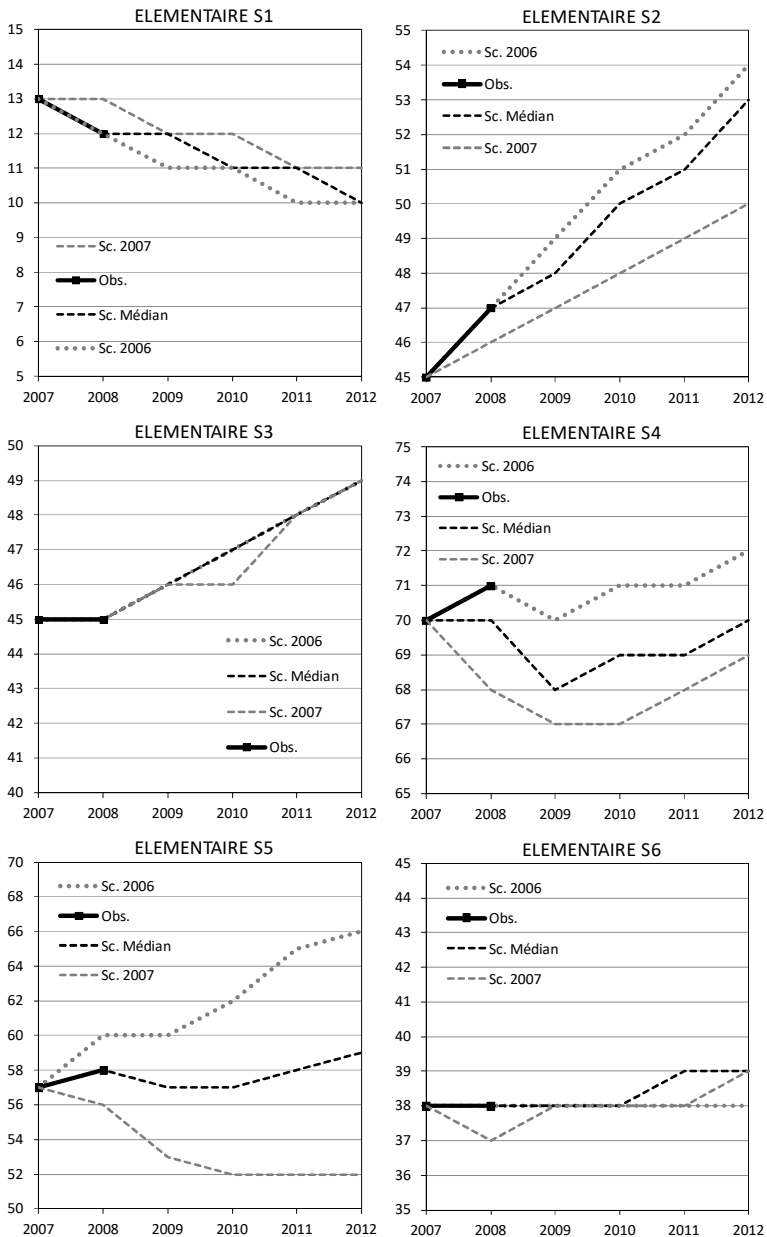 ELEMENTAIRE S1
15
14
13
12
11
10
9
8
7
6
5
Sc. 2007
Obs.
Sc. Médian
Sc. 2006
2007 2008 2009 2010 2011 2012
ELEMENTAIRE S2
55
54
53
52
51
50
49
48
47
46
45
Sc. 2006
Obs.
Sc. Médian
Sc. 2007
2007 2008 2009 2010 2011 2012
ELEMENTAIRE S3
50
49
48
47
46
45
44
43
42
41
40
Sc. 2006
Sc. Médian
Sc. 2007
Obs.
2007 2008 2009 2010 2011 2012
ELEMENTAIRE S4
75
74
73
72
71
70
69
68
67
66
65
Sc. 2006
Obs.
Sc. Médian
Sc. 2007
2007 2008 2009 2010 2011 2012
ELEMENTAIRE S5
70
68
66
64
62
60
58
56
54
52
50
Sc. 2006
Obs.
Sc. Médian
Sc. 2007
2007 2008 2009 2010 2011 2012
ELEMENTAIRE S6
45
44
43
42
41
40
39
38
37
36
35
Sc. 2006
Obs.
Sc. Médian
Sc. 2007
2007 2008 2009 2010 2011 2012